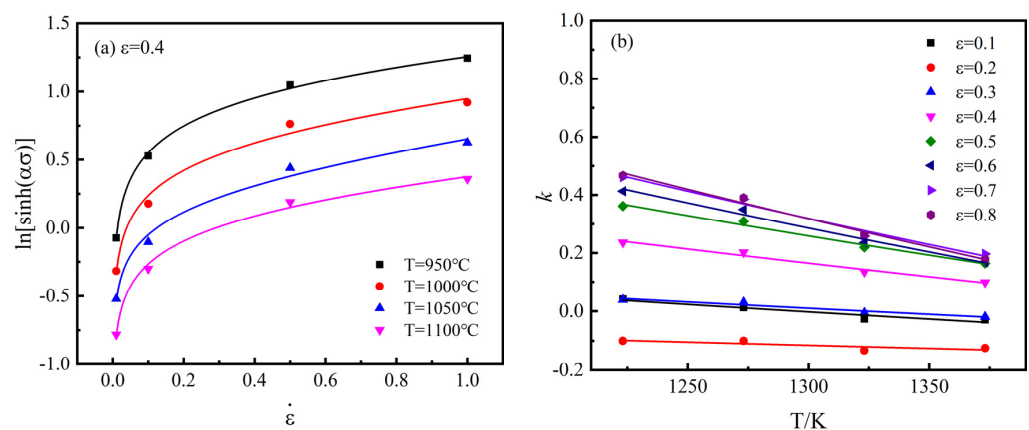 (a) ε=0.4
1.5
1.0
0.5
0.0
-0.5
-1.0
ln[sinh(ασ)]
T=950℃
T=1000℃
T=1050℃
T=1100℃
0.0 0.2 0.4 0.6 0.8 1.0
ε̇
(b)
1.0
0.8
0.6
0.4
0.2
0.0
-0.2
k
ε=0.1
ε=0.2
ε=0.3
ε=0.4
ε=0.5
ε=0.6
ε=0.7
ε=0.8
1250 1300 1350
T/K